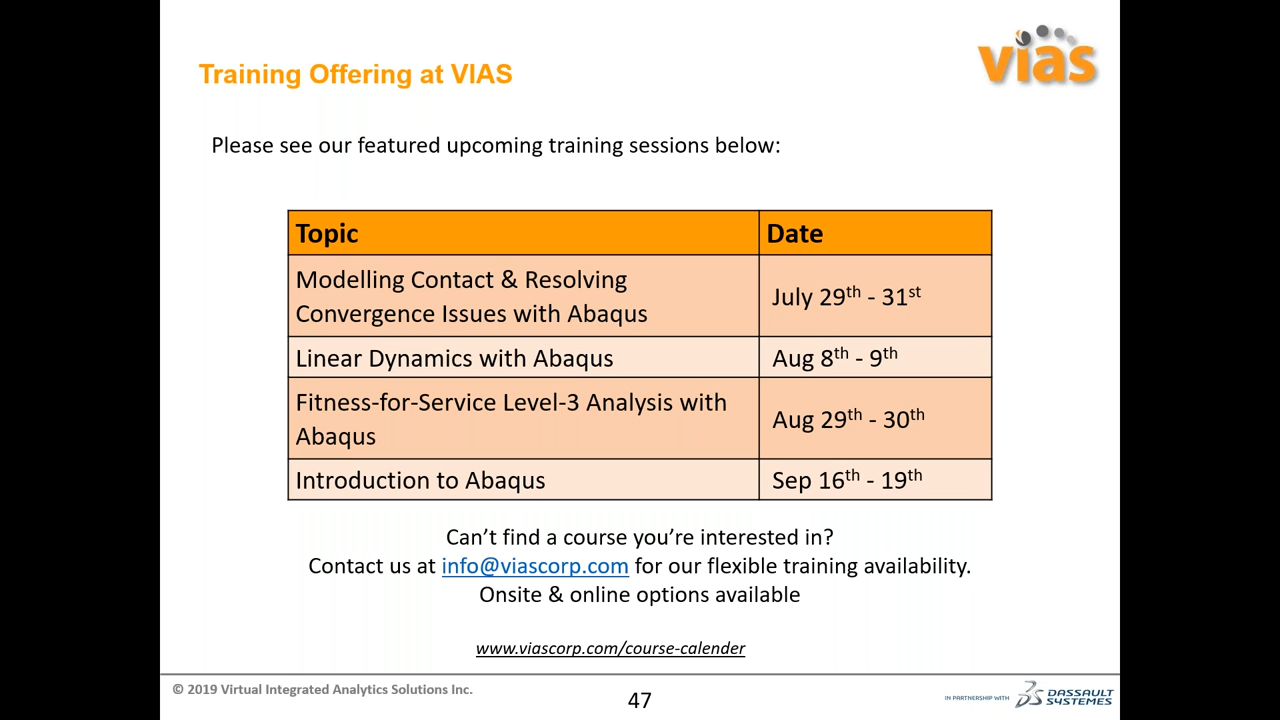 Training Offering at VIAS
vias
Please see our featured upcoming training sessions below:
Topic
Date
Modelling Contact & Resolving
Convergence Issues with Abaqus
July 29th - 31st
Linear Dynamics with Abaqus
Aug 8th - 9th
Fitness-for-Service Level-3 Analysis with
Abaqus
Aug 29th - 30th
Introduction to Abaqus
Sep 16th - 19th
Can’t find a course you’re interested in?
Contact us at info@viascorp.com for our flexible training availability.
Onsite & online options available
www.viascorp.com/course-calender
© 2019 Virtual Integrated Analytics Solutions Inc.
47
IN PARTNERSHIP WITH
DASSAULT
SYSTEMES